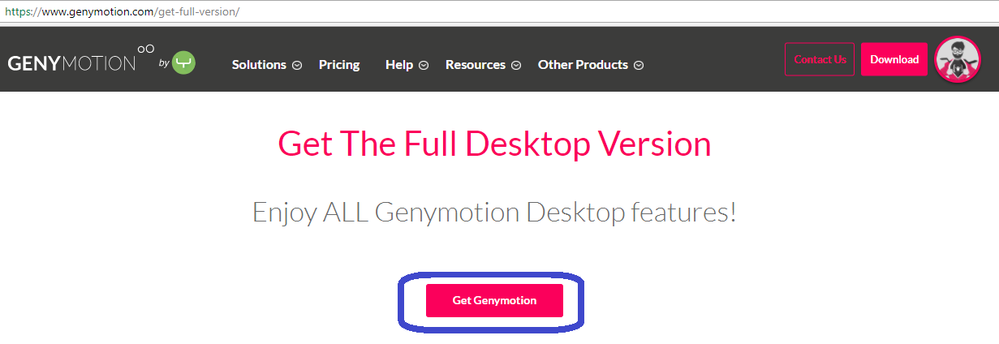 https://www.genymotion.com/get-full-version/
GENYMOTION by
Solutions Pricing Help Resources Other Products Contact Us Download
Get The Full Desktop Version
Enjoy ALL Genymotion Desktop features!
Get Genymotion